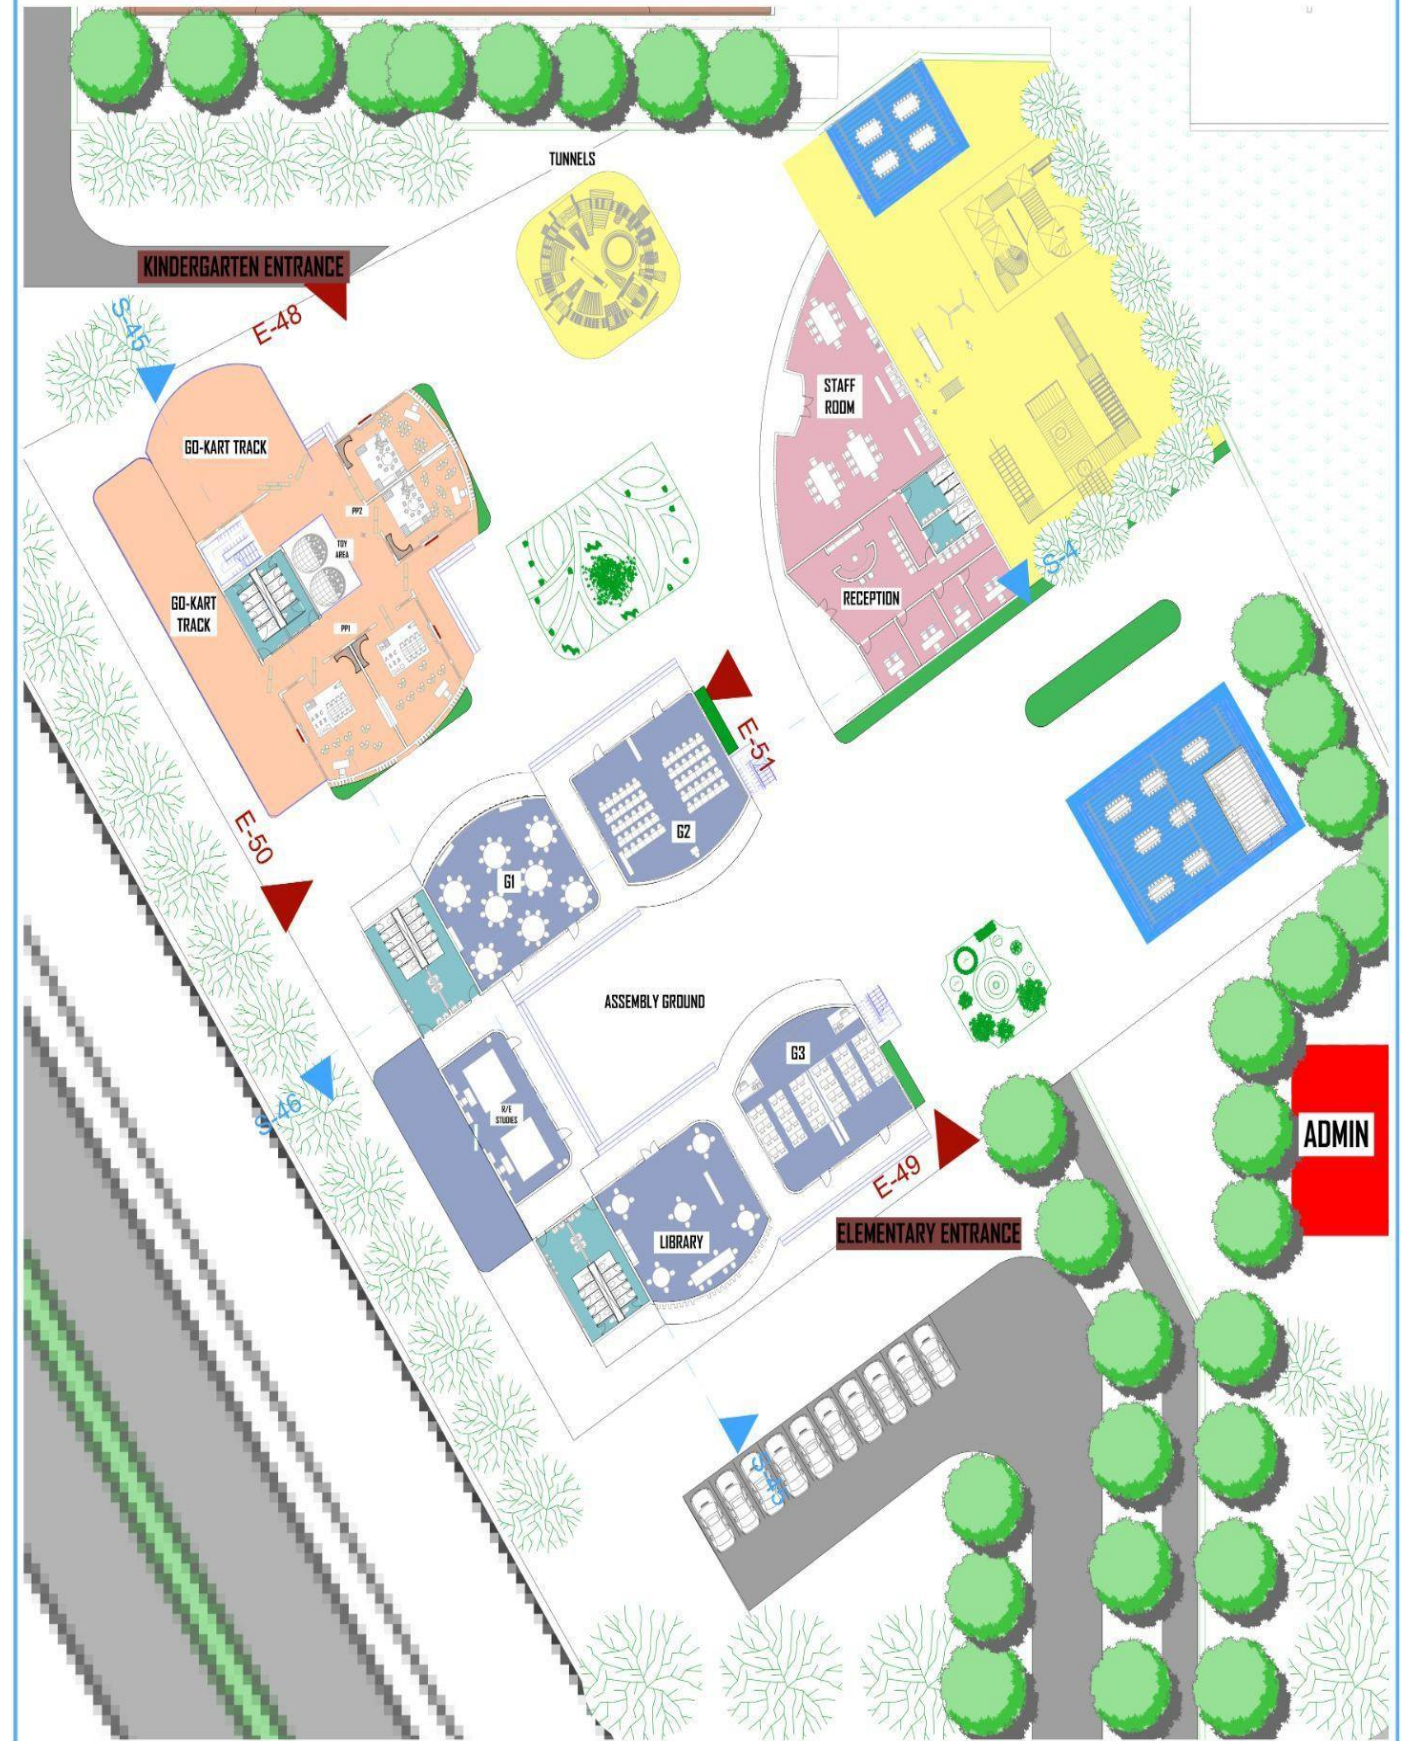 TUNNELS
KINDERGARTEN ENTRANCE
S-45
E-48
STAFF
ROOM
GO-KART TRACK
PP2
TOY
AREA
S-4
GO-KART
TRACK
RECEPTION
PP1
E-51
E-50
G2
G1
ASSEMBLY GROUND
G3
S-46
R/E
STUDIES
ADMIN
E-49
LIBRARY
ELEMENTARY ENTRANCE
S-45